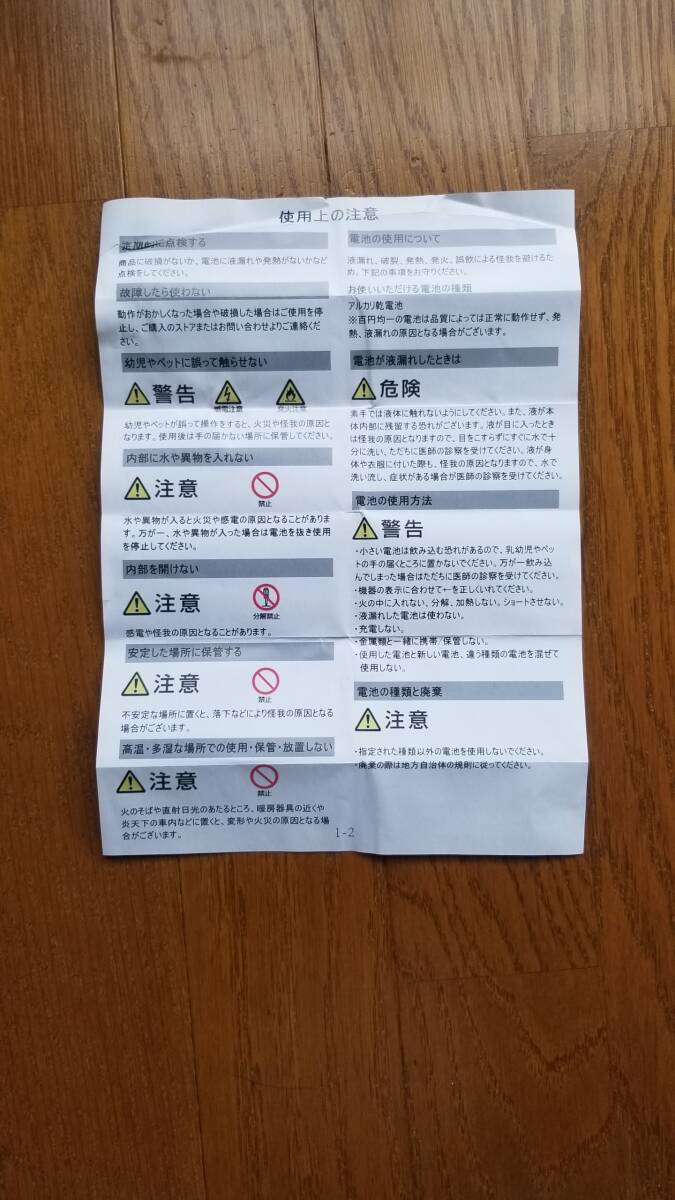 使用上の注意
定期的に点検する
商品に破損がないか、電池に液漏れや発熱がないかなど
点検をしてください。
故障したら使わない
動作がおかしくなった場合や破損した場合はご使用を停
止し、ご購入のストアまたはお問い合わせよりご連絡くだ
さい。
幼児やペットに誤って触らせない
警告
感電注意
発火注意
幼児やペットが誤って操作をすると、火災や怪我の原因と
なります。使用後は手の届かない場所に保管してください。
内部に水や異物を入れない
注意
禁止
水や異物が入ると火災や感電の原因となることがありま
す。万が一、水や異物が入った場合は電池を抜き使用
を停止してください。
内部を開けない
注意
分解禁止
感電や怪我の原因となることがあります。
安定した場所に保管する
注意
禁止
不安定な場所に置くと、落下などにより怪我の原因となる
場合がございます。
高温・多湿な場所での使用・保管・放置しない
注意
禁止
火のそばや直射日光のあたるところ、暖房器具の近くや
炎天下の車内などに置くと、変形や火災の原因となる場
合がございます。
電池の使用について
液漏れ、破裂、発熱、発火、誤飲による怪我を避けるた
め、下記の事項をお守りください。
お使いいただける電池の種類
アルカリ乾電池
※百円均一の電池は品質によっては正常に動作せず、発
熱、液漏れの原因となる場合がございます。
電池が液漏れしたときは
危険
素手では液体に触れないようにしてください。また、液が本
体内部に残留する恐れがございます。液が目に入ったとき
は怪我の原因となりますので、目をこすらずにすぐに水で十
分に洗い、ただちに医師の診察を受けてください。液が身
体や衣服に付いた際も、怪我の原因となりますので、水で
洗い流し、症状がある場合が医師の診察を受けてください。
電池の使用方法
警告
・小さい電池は飲み込む恐れがあるので、乳幼児やペッ
トの手の届くところに置かないでください。万が一飲み込
んでしまった場合はただちに医師の診察を受けてください。
・機器の表示に合わせて+-を正しくいれてください。
・火の中に入れない、分解、加熱しない。ショートさせない。
・液漏れした電池は使わない。
・充電しない。
・金属類と一緒に携帯/保管しない。
・使用した電池と新しい電池、違う種類の電池を混ぜて
使用しない。
電池の種類と廃棄
注意
・指定された種類以外の電池を使用しないでください。
・廃棄の際は地方自治体の規則に従ってください。
1-2